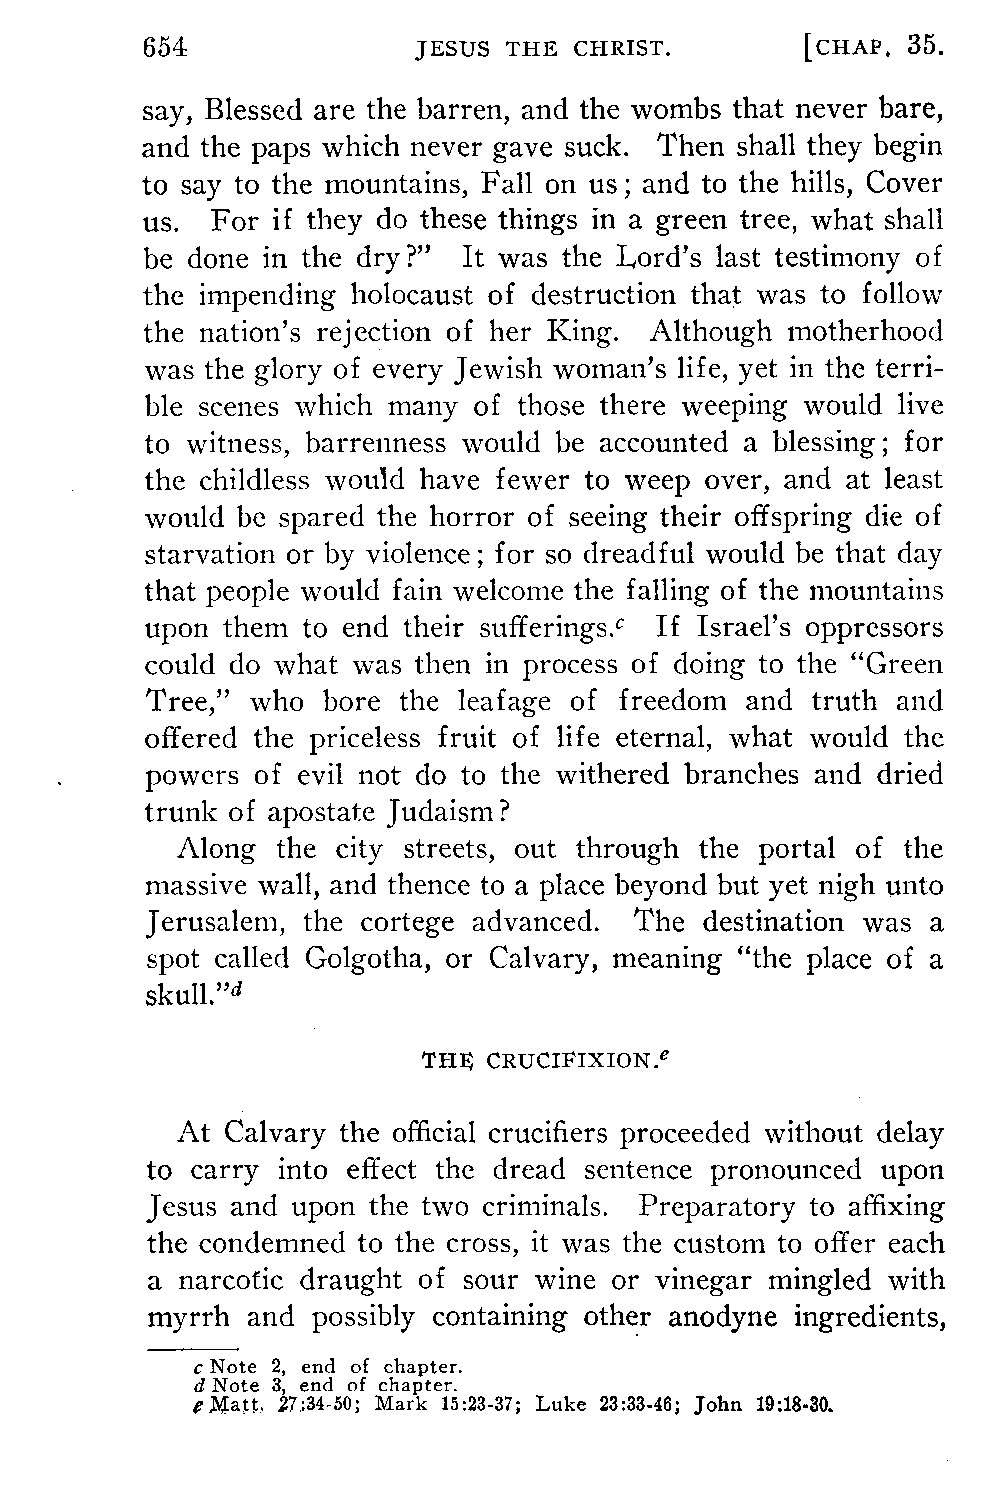 654 JESUS THE CHRIST. [CHAP. 35.
say, Blessed are the barren, and the wombs that never bare,
and the paps which never gave suck. Then shall they begin
to say to the mountains, Fall on us; and to the hills, Cover
us. For if they do these things in a green tree, what shall
be done in the dry?” It was the Lord’s last testimony of
the impending holocaust of destruction that was to follow
the nation’s rejection of her King. Although motherhood
was the glory of every Jewish woman’s life, yet in the terri-
ble scenes which many of those there weeping would live
to witness, barrenness would be accounted a blessing; for
the childless would have fewer to weep over, and at least
would be spared the horror of seeing their offspring die of
starvation or by violence; for so dreadful would be that day
that people would fain welcome the falling of the mountains
upon them to end their sufferings.c If Israel’s oppressors
could do what was then in process of doing to the “Green
Tree,” who bore the leafage of freedom and truth and
offered the priceless fruit of life eternal, what would the
powers of evil not do to the withered branches and dried
trunk of apostate Judaism?
Along the city streets, out through the portal of the
massive wall, and thence to a place beyond but yet nigh unto
Jerusalem, the cortege advanced. The destination was a
spot called Golgotha, or Calvary, meaning “the place of a
skull.”d
THE CRUCIFIXION.e
At Calvary the official crucifiers proceeded without delay
to carry into effect the dread sentence pronounced upon
Jesus and upon the two criminals. Preparatory to affixing
the condemned to the cross, it was the custom to offer each
a narcotic draught of sour wine or vinegar mingled with
myrrh and possibly containing other anodyne ingredients,
c Note 2, end of chapter.
d Note 3, end of chapter.
e Matt. 27:34-50; Mark 15:23-37; Luke 23:33-46; John 19:18-30.